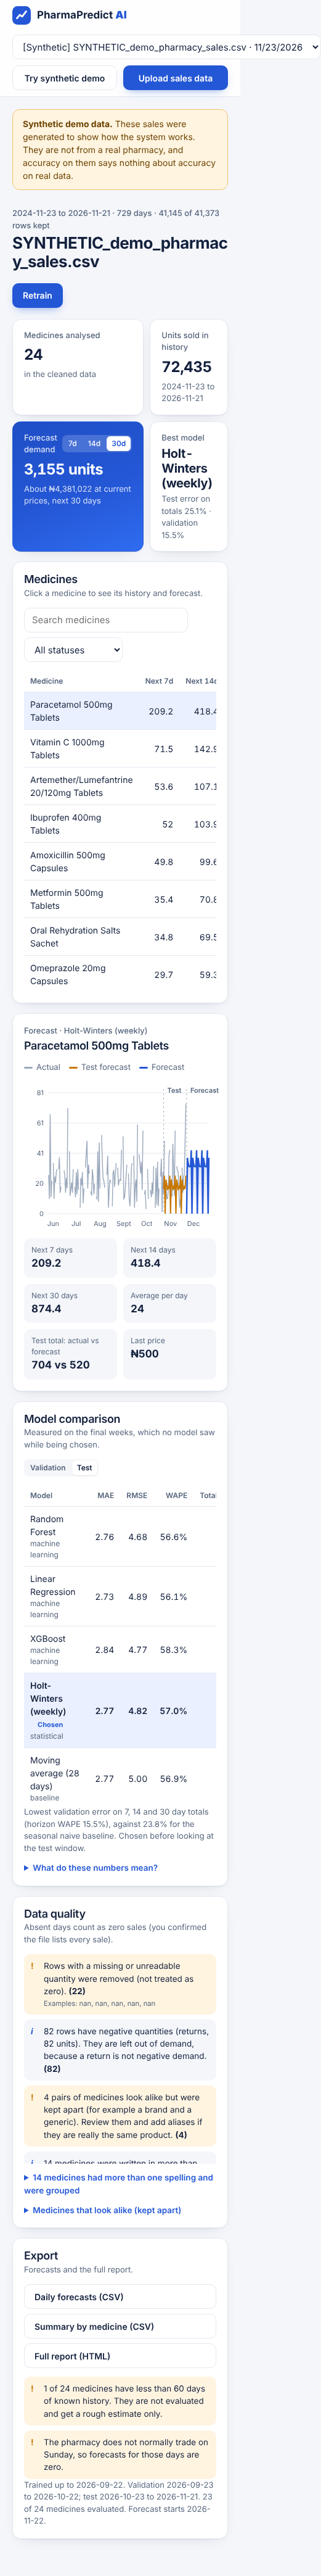 PharmaPredict AI
[Synthetic] SYNTHETIC_demo_pharmacy_sales.csv · 11/23/2026
Try synthetic demo
Upload sales data
Synthetic demo data. These sales were
generated to show how the system works.
They are not from a real pharmacy, and
accuracy on them says nothing about accuracy
on real data.
2024-11-23 to 2026-11-21 · 729 days · 41,145 of 41,373
rows kept
SYNTHETIC_demo_pharmac
y_sales.csv
Retrain
Medicines analysed
24
in the cleaned data
Units sold in
history
72,435
2024-11-23 to
2026-11-21
Forecast
demand
7d 14d 30d
3,155 units
About ₦4,381,022 at current
prices, next 30 days
Best model
Holt-
Winters
(weekly)
Test error on
totals 25.1% ·
validation
15.5%
Medicines
Click a medicine to see its history and forecast.
Search medicines
All statuses
Medicine Next 7d Next 14d
Paracetamol 500mg
Tablets
209.2 418.4
Vitamin C 1000mg
Tablets
71.5 142.9
Artemether/Lumefantrine
20/120mg Tablets
53.6 107.1
Ibuprofen 400mg
Tablets
52 103.9
Amoxicillin 500mg
Capsules
49.8 99.6
Metformin 500mg
Tablets
35.4 70.8
Oral Rehydration Salts
Sachet
34.8 69.5
Omeprazole 20mg
Capsules
29.7 59.3
Forecast · Holt-Winters (weekly)
Paracetamol 500mg Tablets
Actual Test forecast Forecast
Test Forecast
81
61
41
20
0
Jun Jul Aug Sept Oct Nov Dec
Next 7 days
209.2
Next 14 days
418.4
Next 30 days
874.4
Average per day
24
Test total: actual vs
forecast
704 vs 520
Last price
₦500
Model comparison
Measured on the final weeks, which no model saw
while being chosen.
Validation Test
Model MAE RMSE WAPE Total
Random
Forest
machine
learning
2.76 4.68 56.6%
Linear
Regression
machine
learning
2.73 4.89 56.1%
XGBoost
machine
learning
2.84 4.77 58.3%
Holt-
Winters
(weekly)
Chosen
statistical
2.77 4.82 57.0%
Moving
average (28
days)
baseline
2.77 5.00 56.9%
Lowest validation error on 7, 14 and 30 day totals
(horizon WAPE 15.5%), against 23.8% for the
seasonal naive baseline. Chosen before looking at
the test window.
What do these numbers mean?
Data quality
Absent days count as zero sales (you confirmed
the file lists every sale).
! Rows with a missing or unreadable
quantity were removed (not treated as
zero). (22)
Examples: nan, nan, nan, nan, nan
i 82 rows have negative quantities (returns,
82 units). They are left out of demand,
because a return is not negative demand.
(82)
! 4 pairs of medicines look alike but were
kept apart (for example a brand and a
generic). Review them and add aliases if
they are really the same product. (4)
i 14 medicines were written in more than
14 medicines had more than one spelling and
were grouped
Medicines that look alike (kept apart)
Export
Forecasts and the full report.
Daily forecasts (CSV)
Summary by medicine (CSV)
Full report (HTML)
! 1 of 24 medicines have less than 60 days
of known history. They are not evaluated
and get a rough estimate only.
! The pharmacy does not normally trade on
Sunday, so forecasts for those days are
zero.
Trained up to 2026-09-22. Validation 2026-09-23
to 2026-10-22; test 2026-10-23 to 2026-11-21. 23
of 24 medicines evaluated. Forecast starts 2026-
11-22.